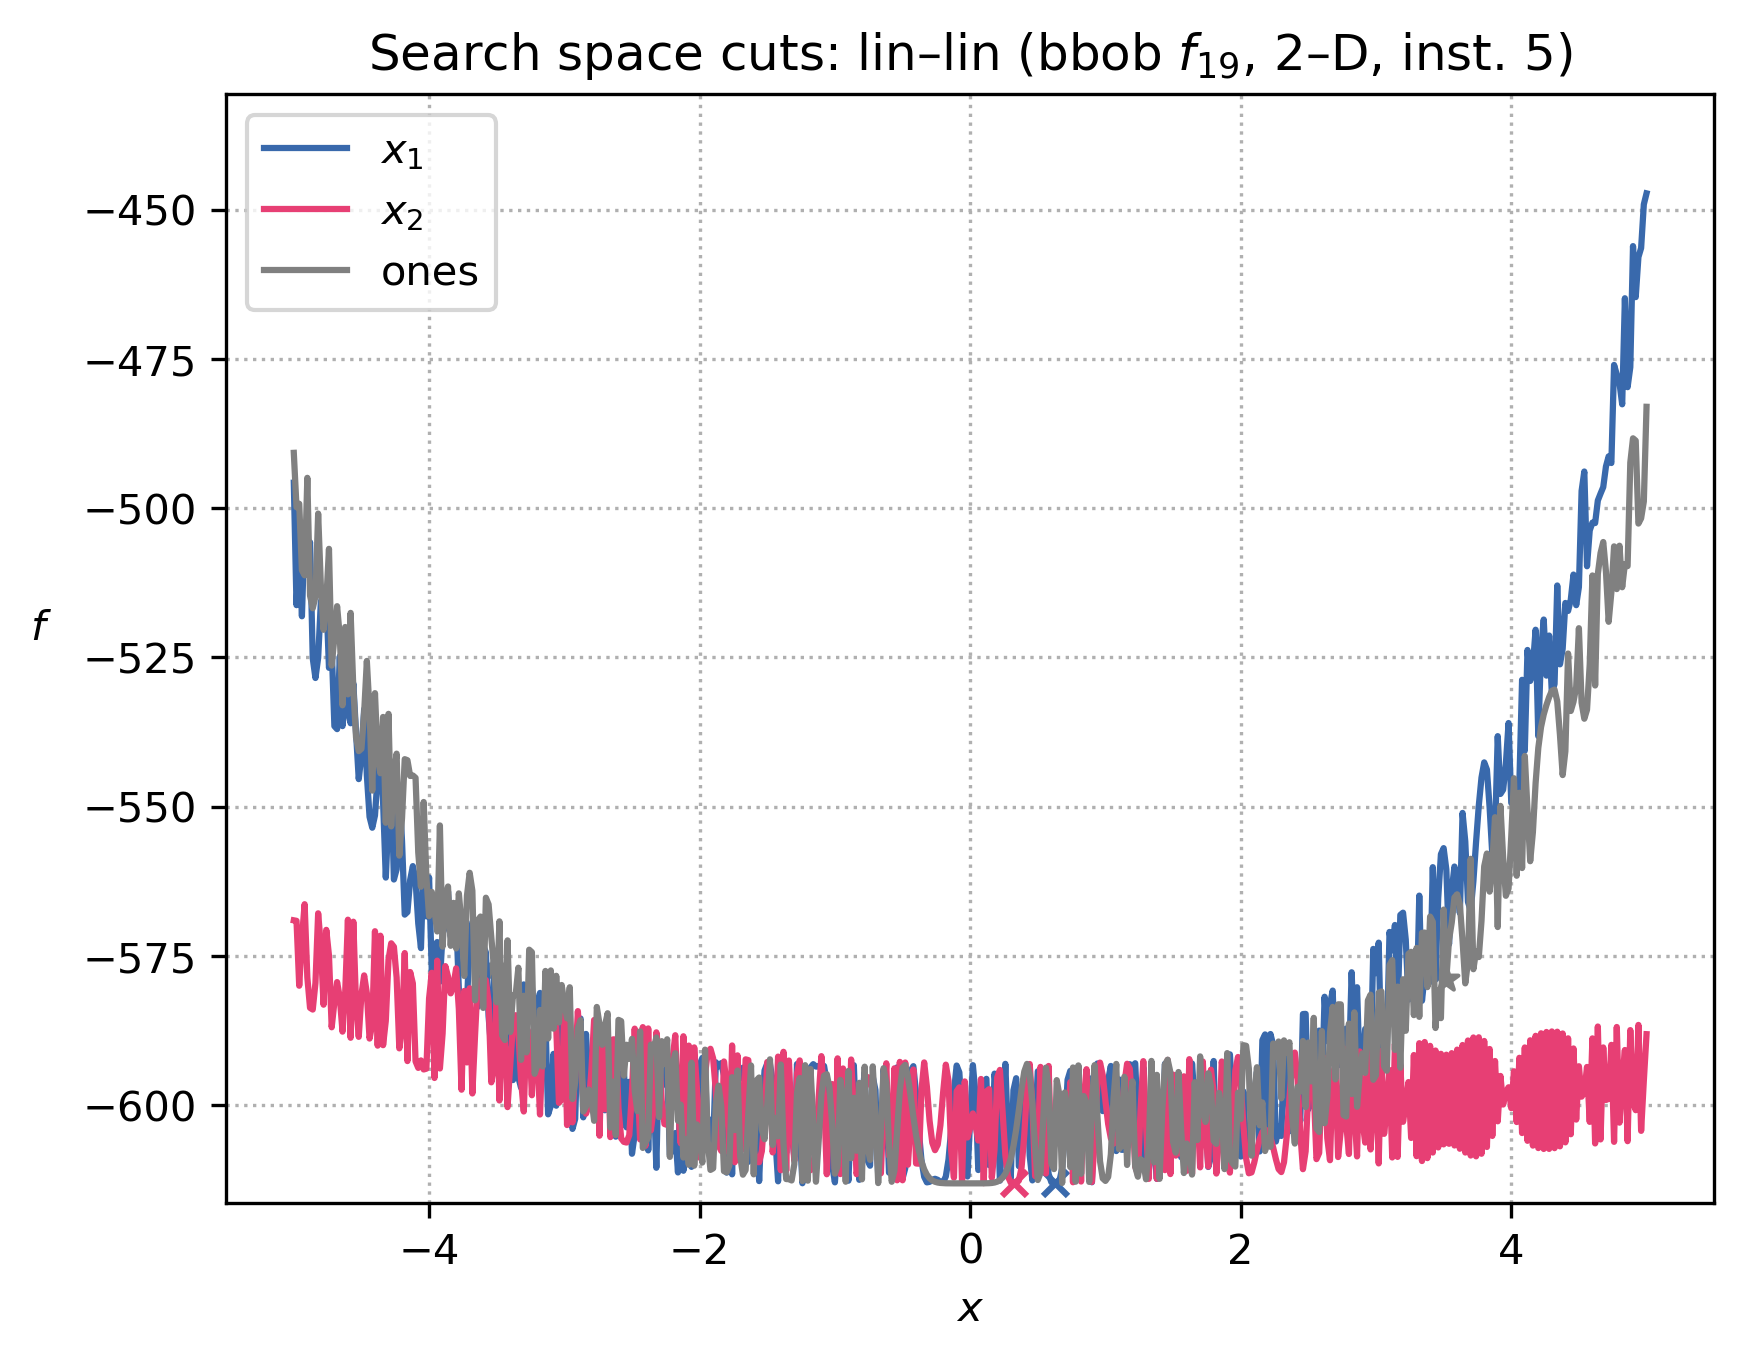 Search space cuts: lin–lin (bbob f₁₉, 2–D, inst. 5)
x₁
x₂
ones
−450
−475
−500
−525
−550
−575
−600
f
−4
−2
0
2
4
x